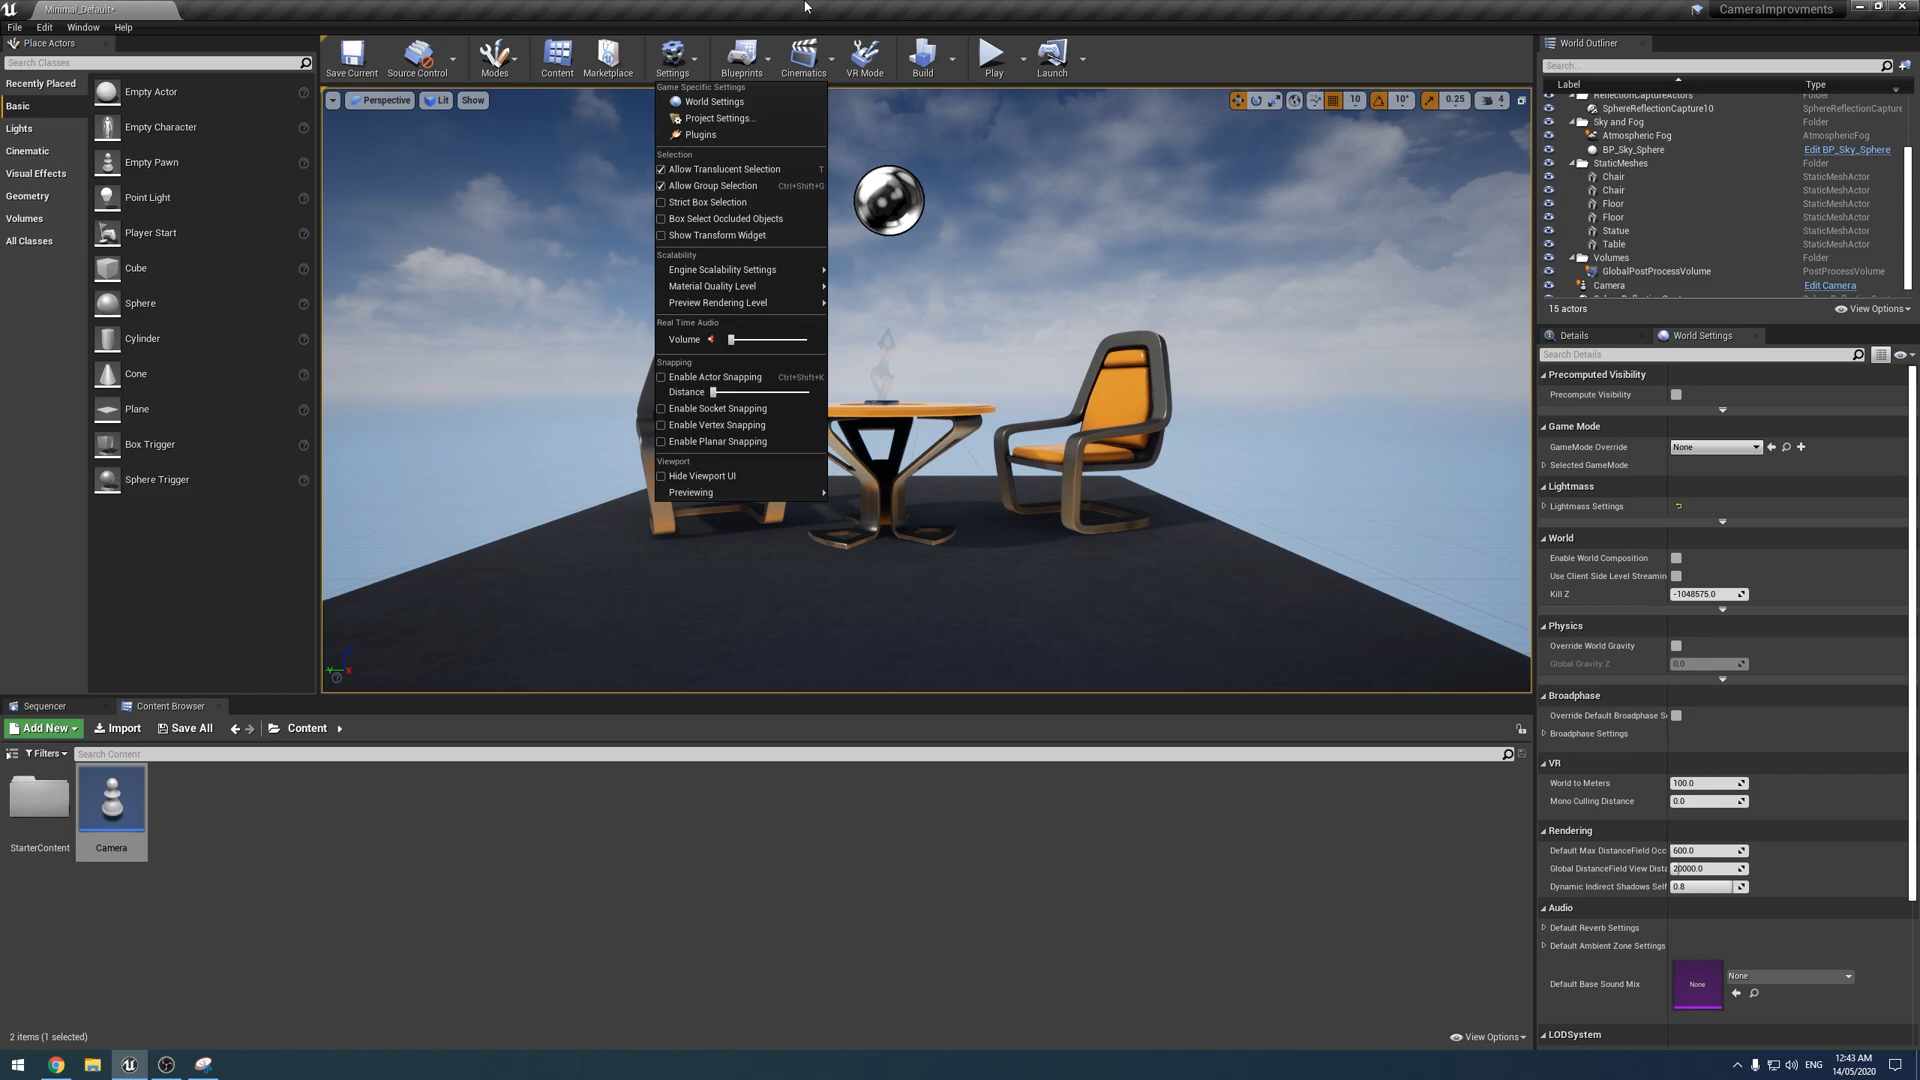 Minimal_Default*
CameraImprovments
File Edit Window Help
Place Actors
Search Classes
Recently Placed
Basic
Lights
Cinematic
Visual Effects
Geometry
Volumes
All Classes
Empty Actor
Empty Character
Empty Pawn
Point Light
Player Start
Cube
Sphere
Cylinder
Cone
Plane
Box Trigger
Sphere Trigger
Save Current Source Control Modes Content Marketplace Settings Blueprints Cinematics VR Mode Build Play Launch
Perspective Lit Show
10 10° 0.25 4
Game Specific Settings
World Settings
Project Settings...
Plugins
Selection
Allow Translucent Selection T
Allow Group Selection Ctrl+Shift+G
Strict Box Selection
Box Select Occluded Objects
Show Transform Widget
Scalability
Engine Scalability Settings
Material Quality Level
Preview Rendering Level
Real Time Audio
Volume
Snapping
Enable Actor Snapping Ctrl+Shift+K
Distance
Enable Socket Snapping
Enable Vertex Snapping
Enable Planar Snapping
Viewport
Hide Viewport UI
Previewing
World Outliner
Search...
Label Type
ReflectionCaptureActors Folder
SphereReflectionCapture10 SphereReflectionCapture
Sky and Fog Folder
Atmospheric Fog AtmosphericFog
BP_Sky_Sphere Edit BP_Sky_Sphere
StaticMeshes Folder
Chair StaticMeshActor
Chair StaticMeshActor
Floor StaticMeshActor
Floor StaticMeshActor
Statue StaticMeshActor
Table StaticMeshActor
Volumes Folder
GlobalPostProcessVolume PostProcessVolume
Camera Edit Camera
15 actors View Options
Details World Settings
Search Details
Precomputed Visibility
Precompute Visibility
Game Mode
GameMode Override None
Selected GameMode
Lightmass
Lightmass Settings
World
Enable World Composition
Use Client Side Level Streamin
Kill Z -1048575.0
Physics
Override World Gravity
Global Gravity Z 0.0
Broadphase
Override Default Broadphase S
Broadphase Settings
VR
World to Meters 100.0
Mono Culling Distance 0.0
Rendering
Default Max DistanceField Occ 600.0
Global DistanceField View Dista 20000.0
Dynamic Indirect Shadows Self 0.8
Audio
Default Reverb Settings
Default Ambient Zone Settings
Default Base Sound Mix None None
LODSystem
Sequencer Content Browser
Add New Import Save All Content
Filters Search Content
StarterContent Camera
2 items (1 selected) View Options
ENG 12:43 AM
14/05/2020